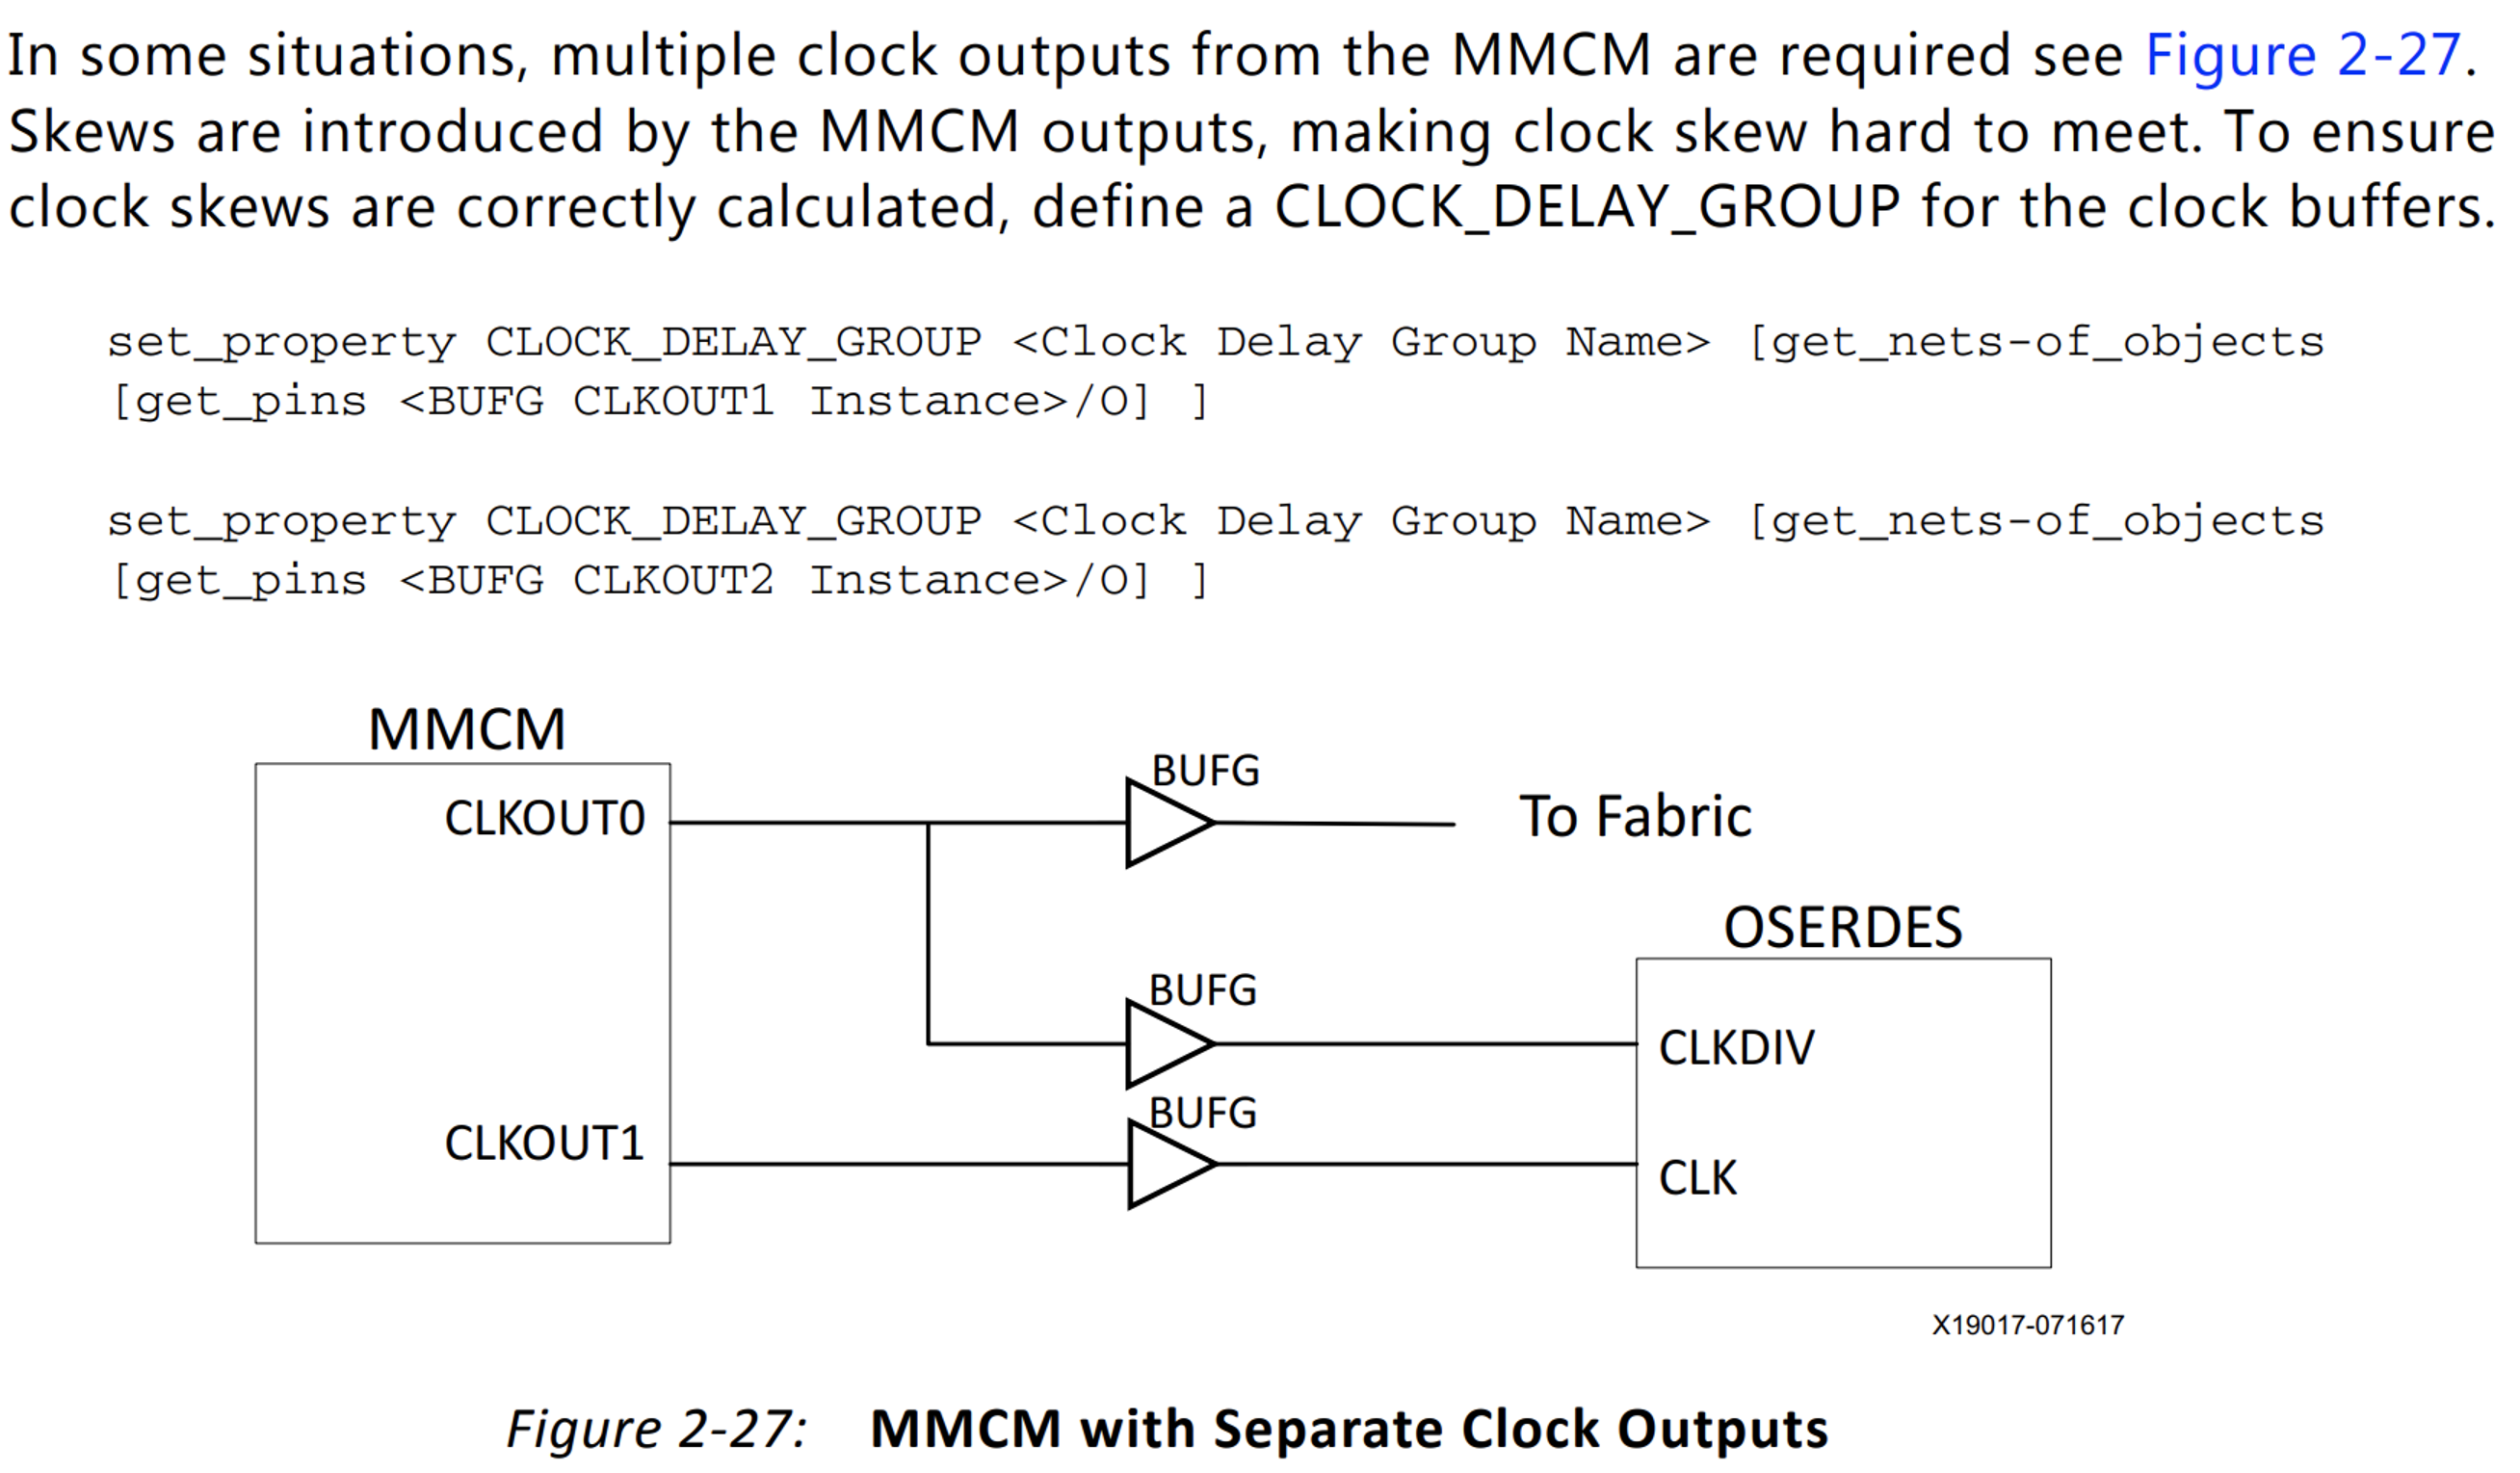 In some situations, multiple clock outputs from the MMCM are required see Figure 2-27.
Skews are introduced by the MMCM outputs, making clock skew hard to meet. To ensure
clock skews are correctly calculated, define a CLOCK_DELAY_GROUP for the clock buffers.
set_property CLOCK_DELAY_GROUP <Clock Delay Group Name> [get_nets-of_objects
[get_pins <BUFG CLKOUT1 Instance>/O] ]
set_property CLOCK_DELAY_GROUP <Clock Delay Group Name> [get_nets-of_objects
[get_pins <BUFG CLKOUT2 Instance>/O] ]
MMCM
BUFG
CLKOUT0
To Fabric
OSERDES
BUFG
CLKDIV
BUFG
CLKOUT1
CLK
X19017-071617
Figure 2-27: MMCM with Separate Clock Outputs